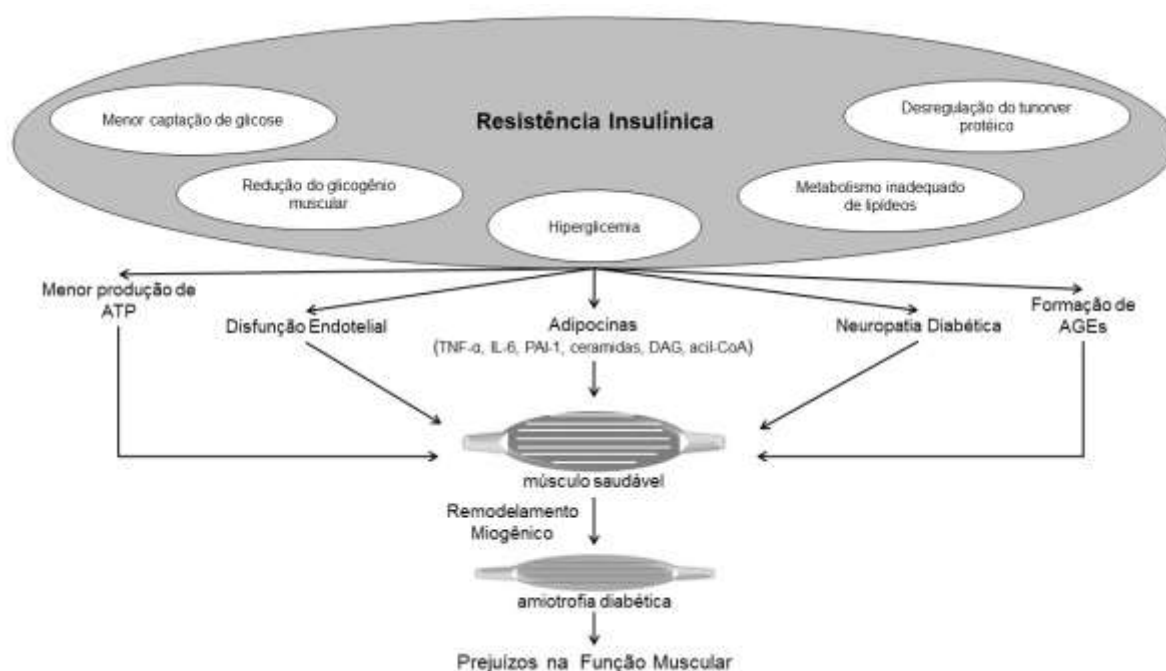 Resistência Insulínica
Menor captação de glicose
Desregulação do tunorver
protéico
Redução do glicogênio
muscular
Metabolismo inadequado
de lipídeos
Hiperglicemia
Menor produção de
ATP
Disfunção Endotelial
Adipocinas
(TNF-α, IL-6, PAI-1, ceramidas, DAG, acil-CoA)
Neuropatia Diabética
Formação de
AGEs
músculo saudável
Remodelamento
Miogênico
amiotrofia diabética
Prejuízos na Função Muscular